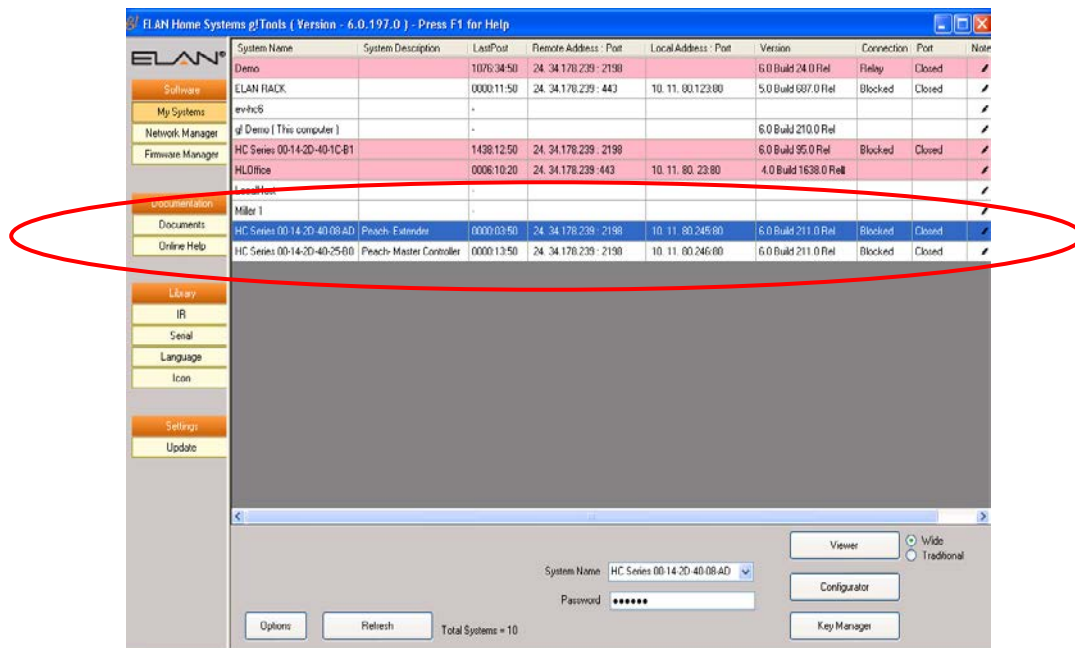 ELAN Home Systems g!Tools ( Version - 6.0.197.0 ) - Press F1 for Help
ELAN®
Software
My Systems
Network Manager
Firmware Manager
Documentation
Documents
Online Help
Library
IR
Serial
Language
Icon
Settings
Update
System Name System Description LastPost Remote Address : Port Local Address : Port Version Connection Port Note
Demo 1076:34:50 24. 34.178.239 : 2198 6.0 Build 24.0 Rel Relay Closed
ELAN RACK 0000:11:50 24. 34.178.239 : 443 10. 11. 80.123:80 5.0 Build 687.0 Rel Blocked Closed
ev-hc6 -
g! Demo ( This computer ) - 6.0 Build 210.0 Rel
HC Series 00-14-2D-40-1C-B1 1438:12:50 24. 34.178.239 : 2198 6.0 Build 95.0 Rel Blocked Closed
HLOffice 0006:10:20 24. 34.178.239 :443 10. 11. 80. 23:80 4.0 Build 1638.0 Rel
LocalHost -
Miller 1 -
HC Series 00-14-2D-40-08-AD Peach- Extender 0000:03:50 24. 34.178.239 : 2198 10. 11. 80.245:80 6.0 Build 211.0 Rel Blocked Closed
HC Series 00-14-2D-40-25-B0 Peach- Master Controller 0000:13:50 24. 34.178.239 : 2198 10. 11. 80.246:80 6.0 Build 211.0 Rel Blocked Closed
Viewer Wide
Traditional
System Name HC Series 00-14-2D-40-08-AD
Configurator
Password ●●●●●●
Options Refresh Total Systems = 10 Key Manager